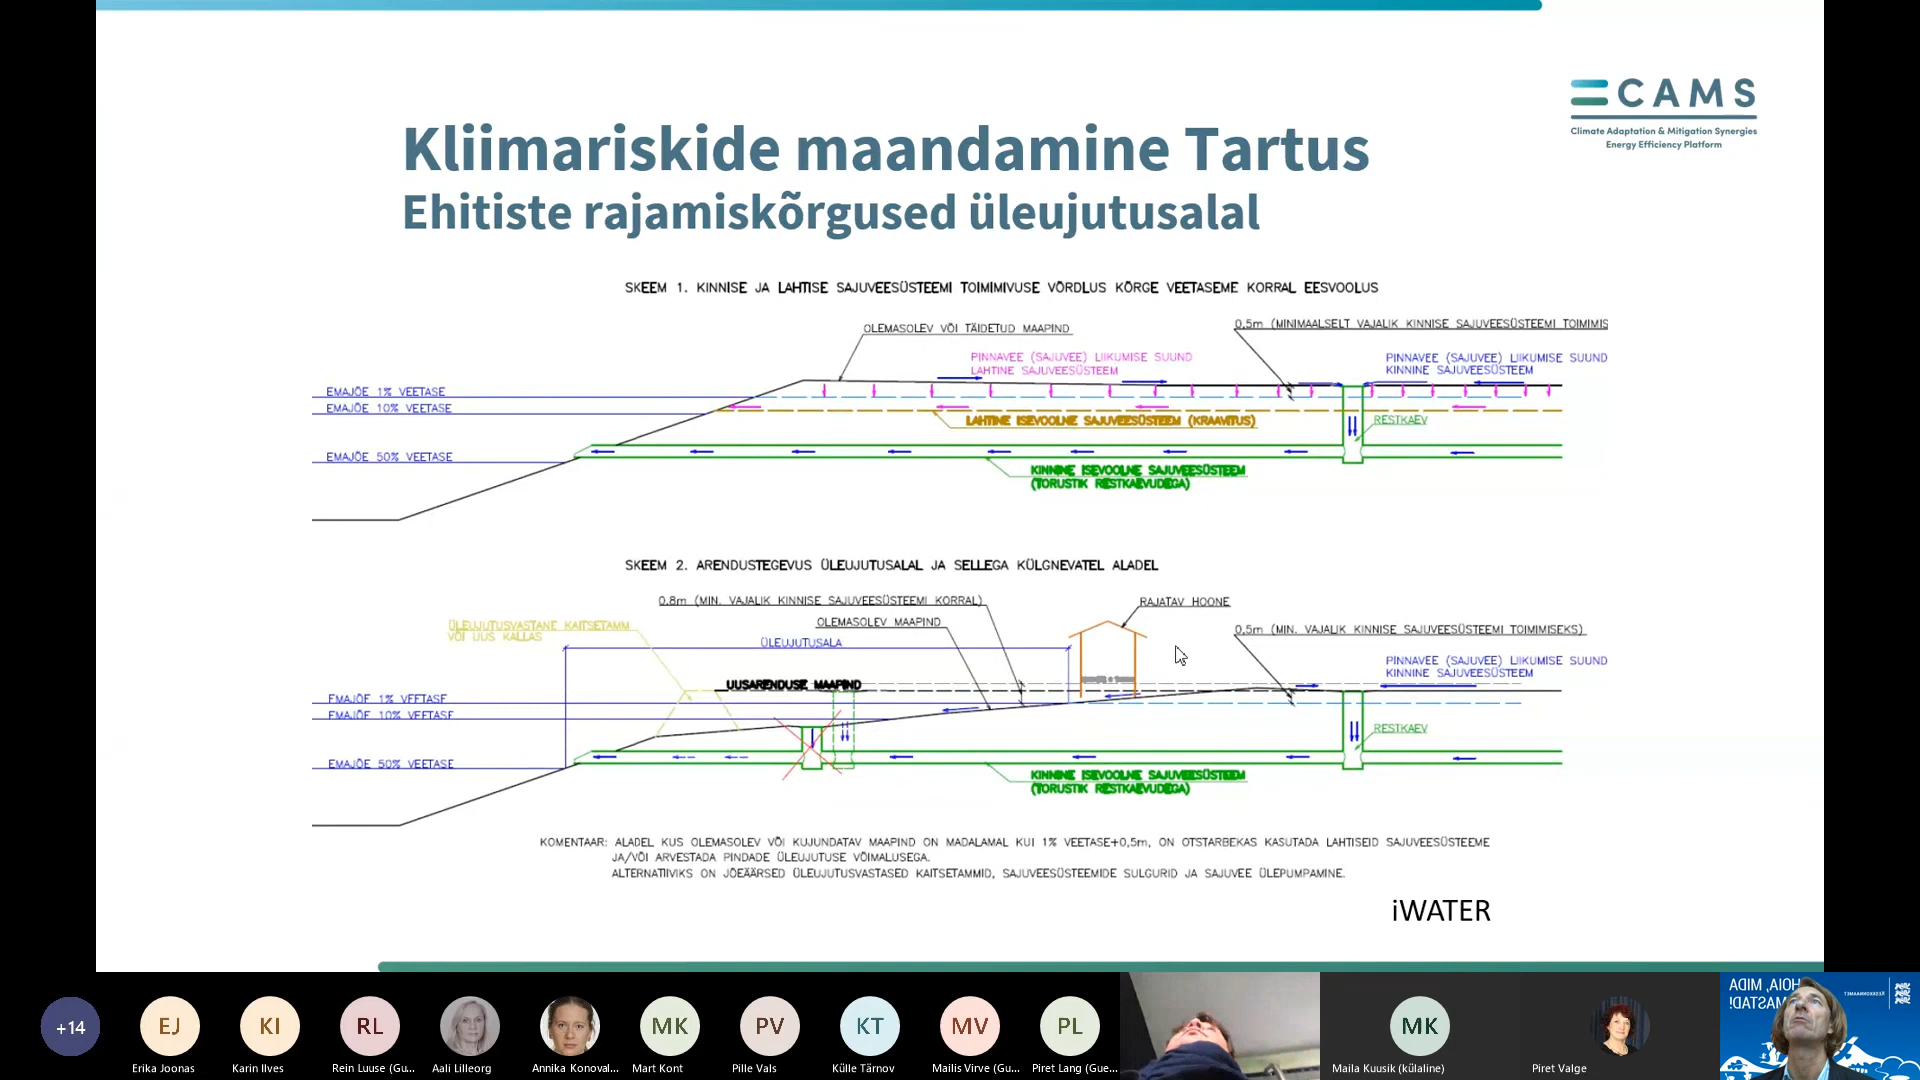 CAMS
Climate Adaptation & Mitigation Synergies
Energy Efficiency Platform
Kliimariskide maandamine Tartus
Ehitiste rajamiskõrgused üleujutusalal
SKEEM 1. KINNISE JA LAHTISE SAJUVEESÜSTEEMI TOIMIMIVUSE VÕRDLUS KÕRGE VEETASEME KORRAL EESVOOLUS
OLEMASOLEV VÕI TÄIDETUD MAAPIND
0,5m (MINIMAALSELT VAJALIK KINNISE SAJUVEESÜSTEEMI TOIMIS
PINNAVEE (SAJUVEE) LIIKUMISE SUUND
LAHTINE SAJUVEESÜSTEEM
PINNAVEE (SAJUVEE) LIIKUMISE SUUND
KINNINE SAJUVEESÜSTEEM
EMAJÕE 1% VEETASE
EMAJÕE 10% VEETASE
LAHTINE ISEVOOLNE SAJUVEESÜSTEEM (KRAAVITUS)
RESTKAEV
EMAJÕE 50% VEETASE
KINNINE ISEVOOLNE SAJUVEESÜSTEEM
(TORUSTIK RESTKAEVUDEGA)
SKEEM 2. ARENDUSTEGEVUS ÜLEUJUTUSALAL JA SELLEGA KÜLGNEVATEL ALADEL
0.8m (MIN. VAJALIK KINNISE SAJUVEESÜSTEEMI KORRAL)
RAJATAV HOONE
OLEMASOLEV MAAPIND
ÜLEUJUTUSVASTANE KAITSETAMM
VÕI UUS KALLAS
0,5m (MIN. VAJALIK KINNISE SAJUVEESÜSTEEMI TOIMISEKS)
ÜLEUJUTUSALA
PINNAVEE (SAJUVEE) LIIKUMISE SUUND
KINNINE SAJUVEESÜSTEEM
UUSARENDUSE MAAPIND
EMAJÕE 1% VEETASE
EMAJÕE 10% VEETASE
RESTKAEV
EMAJÕE 50% VEETASE
KINNINE ISEVOOLNE SAJUVEESÜSTEEM
(TORUSTIK RESTKAEVUDEGA)
KOMENTAAR: ALADEL KUS OLEMASOLEV VÕI KUJUNDATAV MAAPIND ON MADALAMAL KUI 1% VEETASE+0,5m, ON OTSTARBEKAS KASUTADA LAHTISEID SAJUVEESÜSTEEME
JA/VÕI ARVESTADA PINDADE ÜLEUJUTUSE VÕIMALUSEGA.
ALTERNATIIVIKS ON JÕEÄÄRSED ÜLEUJUTUSVASTASED KAITSETAMMID, SAJUVEESÜSTEEMIDE SULGURID JA SAJUVEE ÜLEPUMPAMINE.
iWATER
+14
EJ
KI
RL
MK
PV
KT
MV
PL
MK
Erika Joonas
Karin Ilves
Rein Luuse (Gu...
Aali Lilleorg
Annika Konoval...
Mart Kont
Pille Vals
Külle Tärnov
Mailis Virve (Gu...
Piret Lang (Gue...
Maila Kuusik (külaline)
Piret Valge